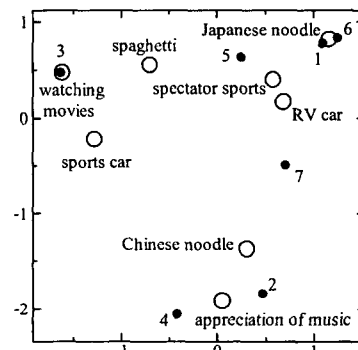 1
Japanese noodle
6
3
spaghetti
5
1
watching
movies
spectator sports
RV car
0
sports car
7
-1
Chinese noodle
2
4
-2
appreciation of music